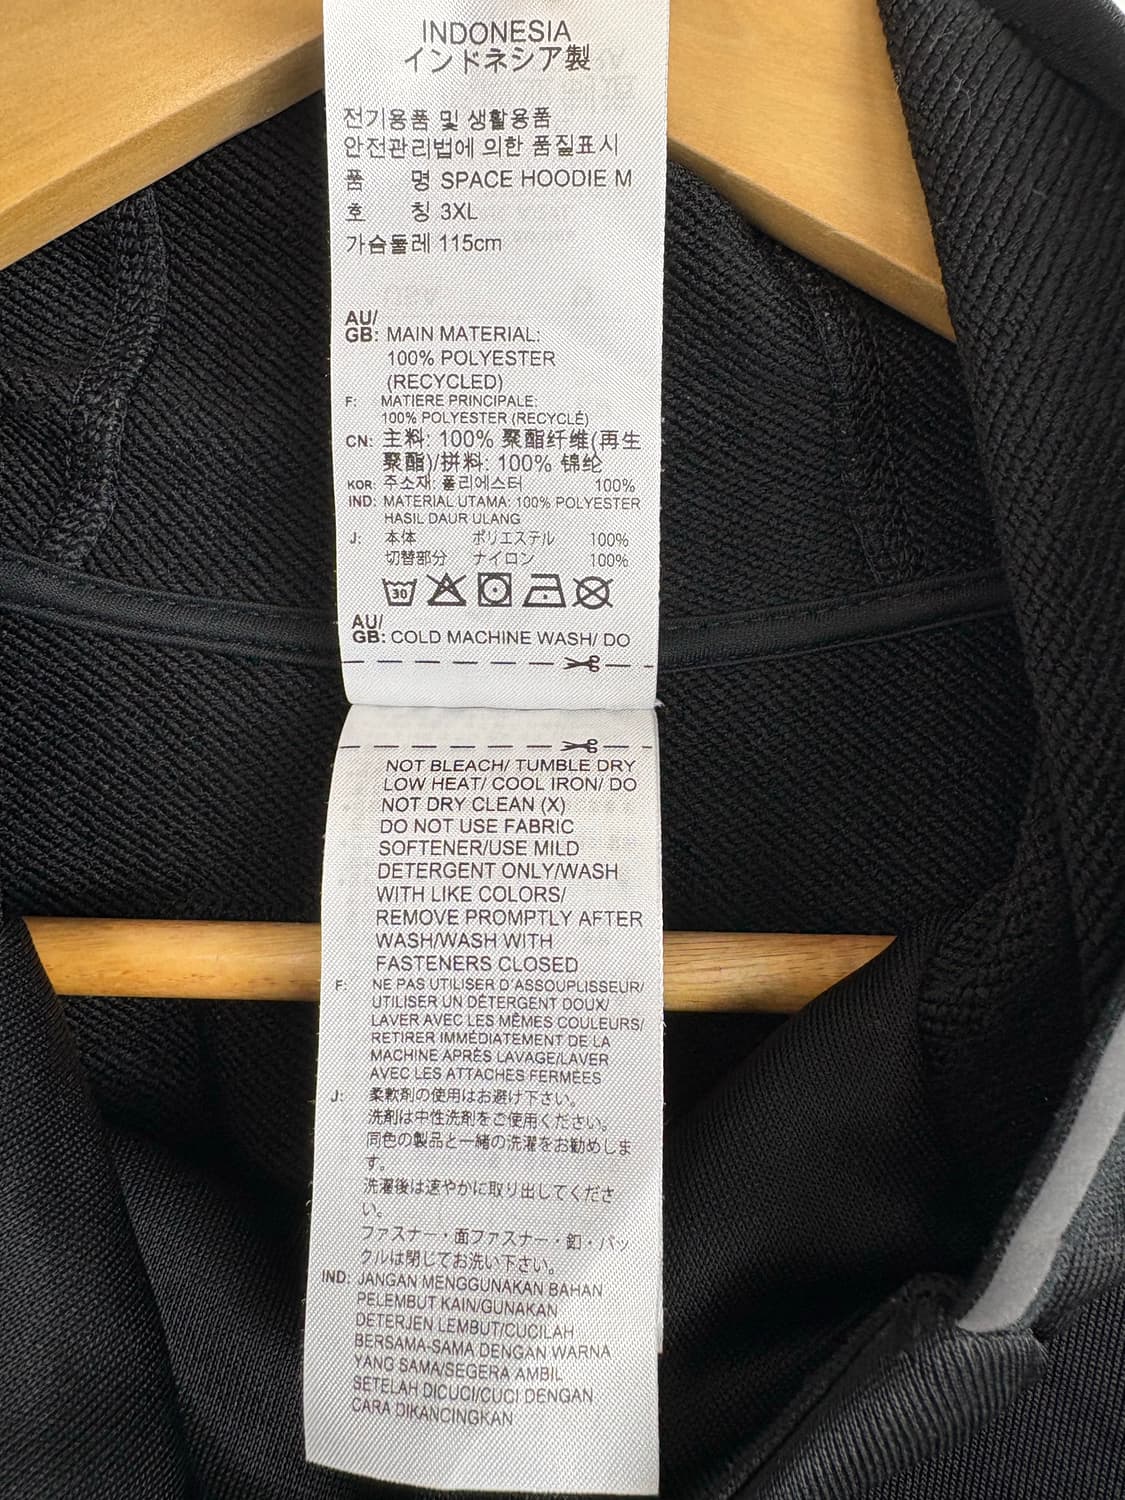 INDONESIA
インドネシア製
전기용품 및 생활용품
안전관리법에 의한 품질표시
품 명 SPACE HOODIE M
호 칭 3XL
가슴둘레 115cm
AU/
GB: MAIN MATERIAL:
100% POLYESTER
(RECYCLED)
F: MATIERE PRINCIPALE:
100% POLYESTER (RECYCLÉ)
CN: 主料: 100% 聚酯纤维(再生
聚酯)/拼料: 100% 锦纶
KOR: 주소재: 폴리에스터 100%
IND: MATERIAL UTAMA: 100% POLYESTER
HASIL DAUR ULANG
J: 本体 ポリエステル 100%
切替部分 ナイロン 100%
30
AU/
GB: COLD MACHINE WASH/ DO
NOT BLEACH/ TUMBLE DRY
LOW HEAT/ COOL IRON/ DO
NOT DRY CLEAN (X)
DO NOT USE FABRIC
SOFTENER/USE MILD
DETERGENT ONLY/WASH
WITH LIKE COLORS/
REMOVE PROMPTLY AFTER
WASH/WASH WITH
FASTENERS CLOSED
F: NE PAS UTILISER D'ASSOUPLISSEUR/
UTILISER UN DÉTERGENT DOUX/
LAVER AVEC LES MÊMES COULEURS/
RETIRER IMMÉDIATEMENT DE LA
MACHINE APRÈS LAVAGE/LAVER
AVEC LES ATTACHES FERMÉES
J: 柔軟剤の使用はお避け下さい。
洗剤は中性洗剤をご使用ください。
同色の製品と一緒の洗濯をお勧めしま
す。
洗濯後は速やかに取り出してくださ
い。
ファスナー・面ファスナー・釦・バッ
クルは閉じてお洗い下さい。
IND: JANGAN MENGGUNAKAN BAHAN
PELEMBUT KAIN/GUNAKAN
DETERJEN LEMBUT/CUCILAH
BERSAMA-SAMA DENGAN WARNA
YANG SAMA/SEGERA AMBIL
SETELAH DICUCI/CUCI DENGAN
CARA DIKANCINGKAN